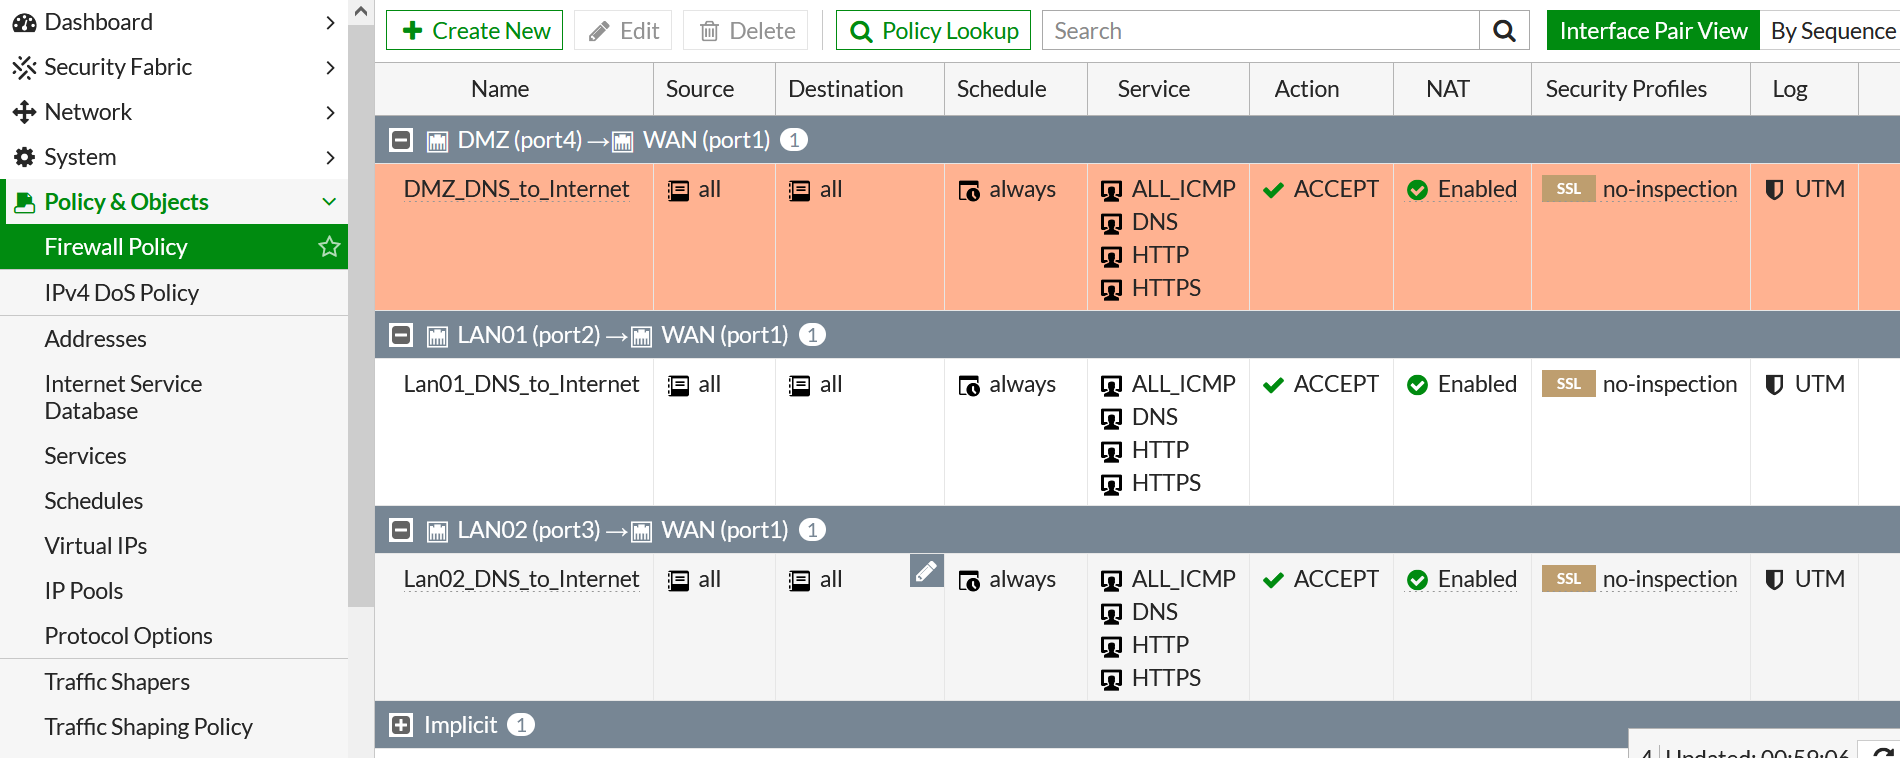 Dashboard
Security Fabric
Network
System
Policy & Objects
Firewall Policy
IPv4 DoS Policy
Addresses
Internet Service
Database
Services
Schedules
Virtual IPs
IP Pools
Protocol Options
Traffic Shapers
Traffic Shaping Policy
Create New Edit Delete Policy Lookup Search Interface Pair View By Sequence
Name Source Destination Schedule Service Action NAT Security Profiles Log
DMZ (port4) → WAN (port1) 1
DMZ_DNS_to_Internet all all always ALL_ICMP ACCEPT Enabled SSL no-inspection UTM
DNS
HTTP
HTTPS
LAN01 (port2) → WAN (port1) 1
Lan01_DNS_to_Internet all all always ALL_ICMP ACCEPT Enabled SSL no-inspection UTM
DNS
HTTP
HTTPS
LAN02 (port3) → WAN (port1) 1
Lan02_DNS_to_Internet all all always ALL_ICMP ACCEPT Enabled SSL no-inspection UTM
DNS
HTTP
HTTPS
Implicit 1
4 Updated: 00:59:06